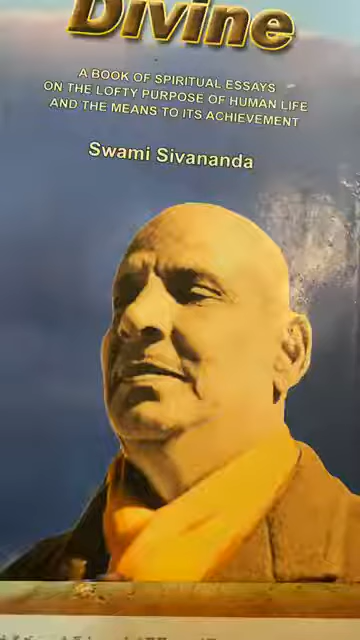 Divine
A BOOK OF SPIRITUAL ESSAYS
ON THE LOFTY PURPOSE OF HUMAN LIFE
AND THE MEANS TO ITS ACHIEVEMENT
Swami Sivananda